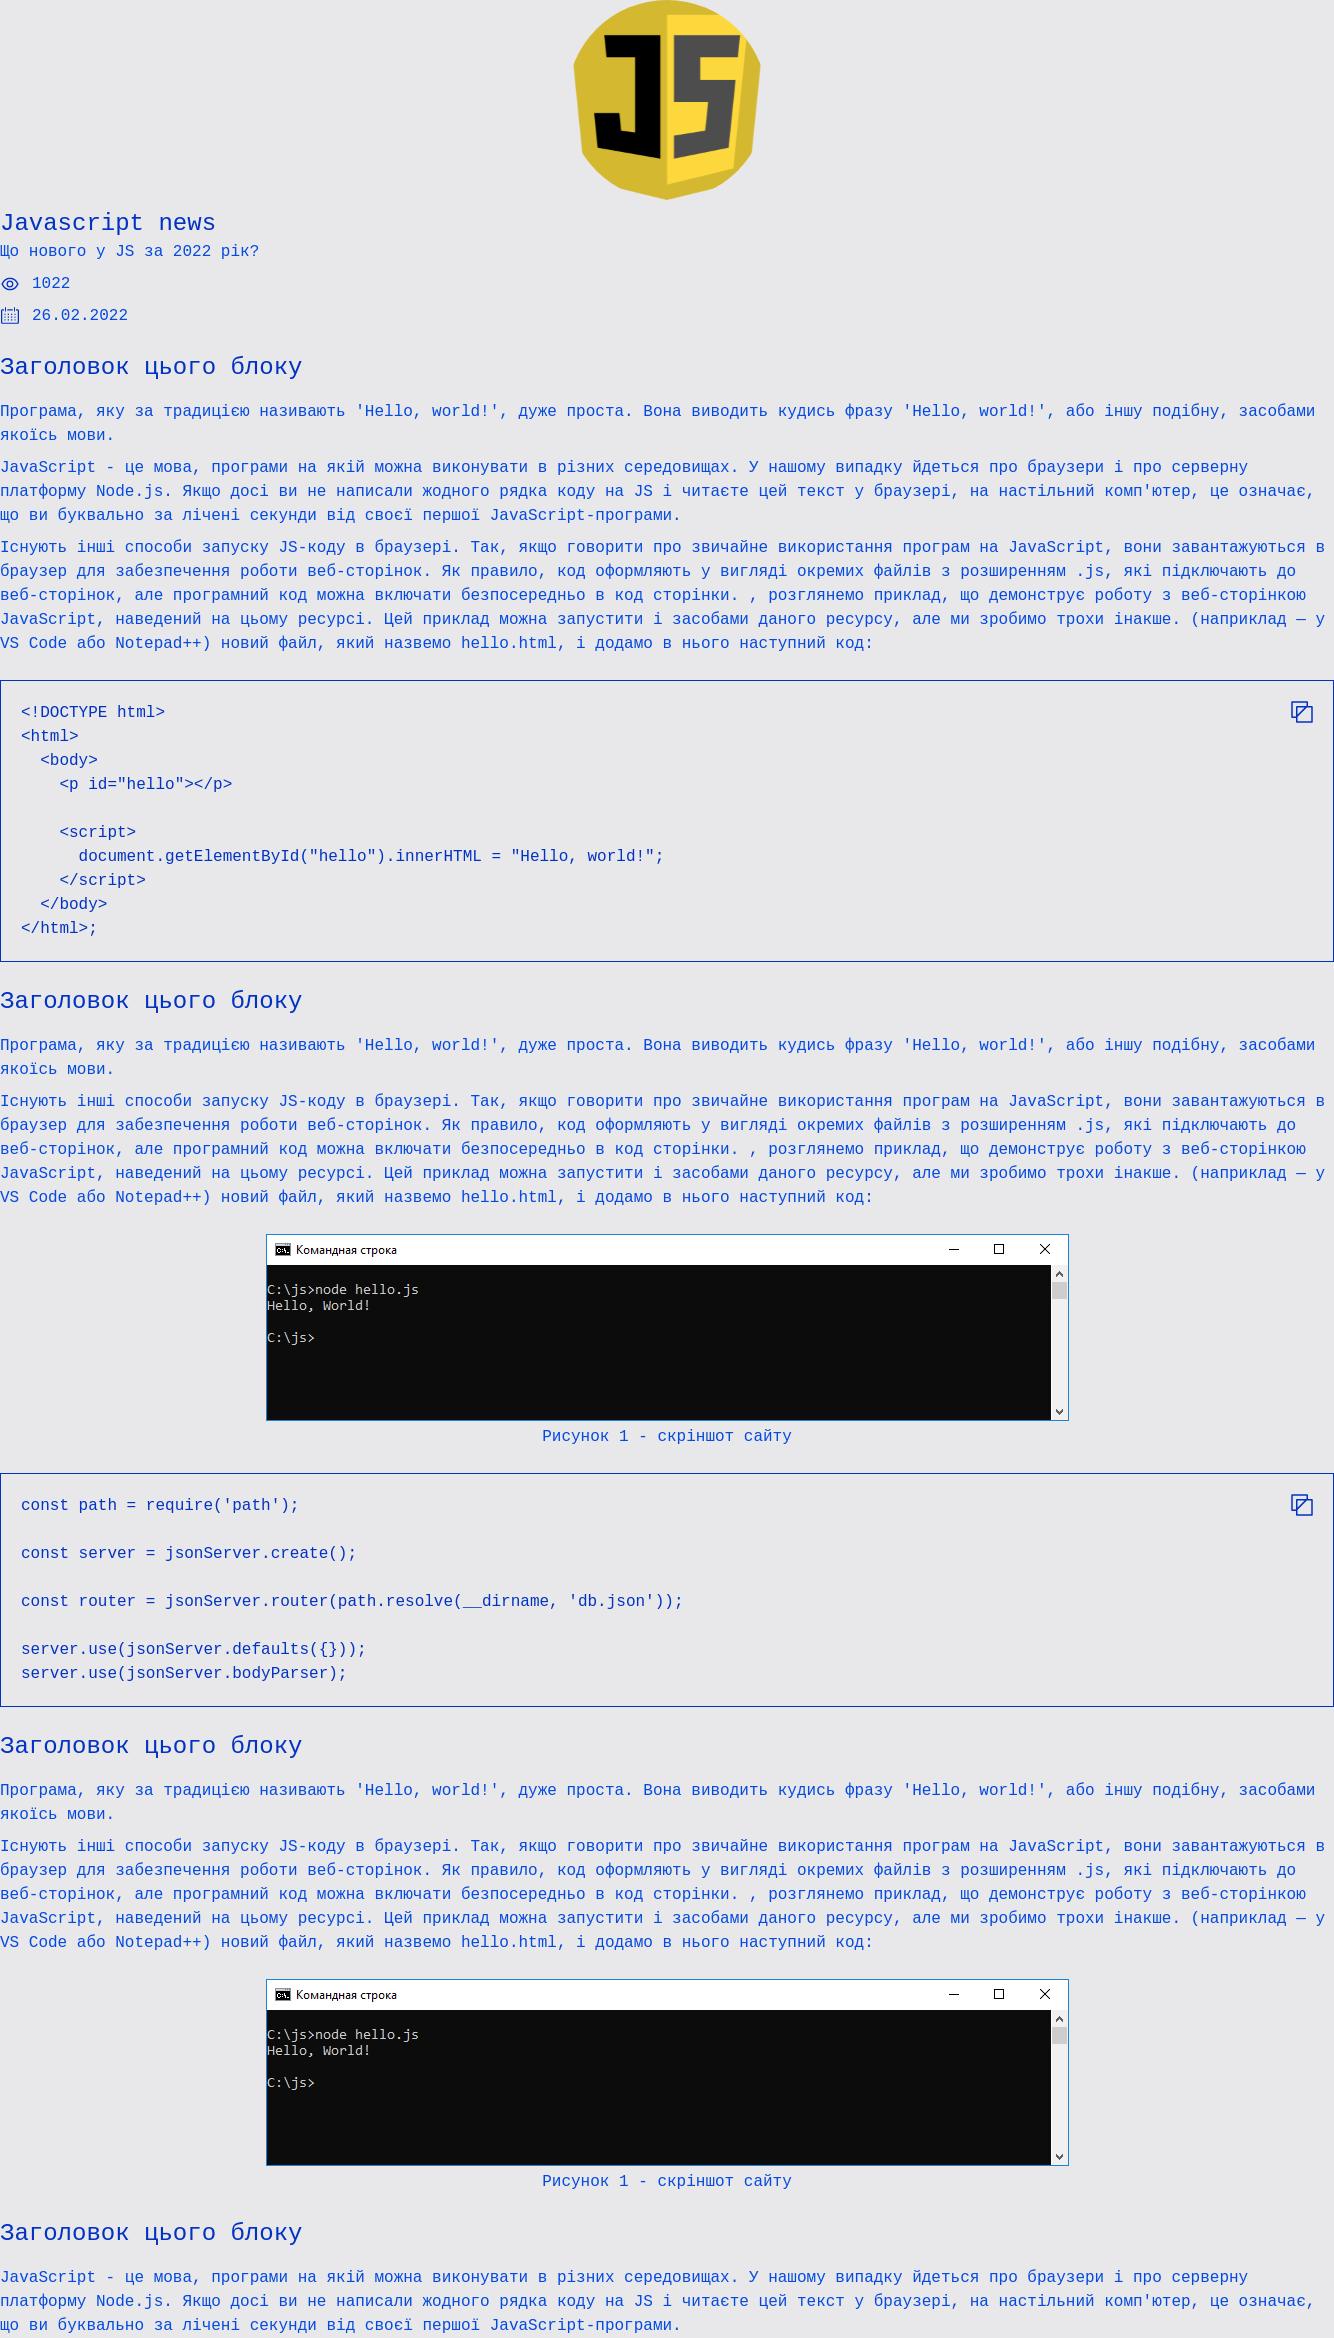 JS
Javascript news
Що нового у JS за 2022 рік?
1022
26.02.2022
Заголовок цього блоку
Програма, яку за традицією називають 'Hello, world!', дуже проста. Вона виводить кудись фразу 'Hello, world!', або іншу подібну, засобами
якоїсь мови.
JavaScript - це мова, програми на якій можна виконувати в різних середовищах. У нашому випадку йдеться про браузери і про серверну
платформу Node.js. Якщо досі ви не написали жодного рядка коду на JS і читаєте цей текст у браузері, на настільний комп'ютер, це означає,
що ви буквально за лічені секунди від своєї першої JavaScript-програми.
Існують інші способи запуску JS-коду в браузері. Так, якщо говорити про звичайне використання програм на JavaScript, вони завантажуються в
браузер для забезпечення роботи веб-сторінок. Як правило, код оформляють у вигляді окремих файлів з розширенням .js, які підключають до
веб-сторінок, але програмний код можна включати безпосередньо в код сторінки. , розглянемо приклад, що демонструє роботу з веб-сторінкою
JavaScript, наведений на цьому ресурсі. Цей приклад можна запустити і засобами даного ресурсу, але ми зробимо трохи інакше. (наприклад — у
VS Code або Notepad++) новий файл, який назвемо hello.html, і додамо в нього наступний код:
<!DOCTYPE html>
<html>
  <body>
    <p id="hello"></p>
    <script>
      document.getElementById("hello").innerHTML = "Hello, world!";
    </script>
  </body>
</html>;
Заголовок цього блоку
Програма, яку за традицією називають 'Hello, world!', дуже проста. Вона виводить кудись фразу 'Hello, world!', або іншу подібну, засобами
якоїсь мови.
Існують інші способи запуску JS-коду в браузері. Так, якщо говорити про звичайне використання програм на JavaScript, вони завантажуються в
браузер для забезпечення роботи веб-сторінок. Як правило, код оформляють у вигляді окремих файлів з розширенням .js, які підключають до
веб-сторінок, але програмний код можна включати безпосередньо в код сторінки. , розглянемо приклад, що демонструє роботу з веб-сторінкою
JavaScript, наведений на цьому ресурсі. Цей приклад можна запустити і засобами даного ресурсу, але ми зробимо трохи інакше. (наприклад — у
VS Code або Notepad++) новий файл, який назвемо hello.html, і додамо в нього наступний код:
Командная строка
C:\js>node hello.js
Hello, World!
C:\js>
Рисунок 1 - скріншот сайту
const path = require('path');
const server = jsonServer.create();
const router = jsonServer.router(path.resolve(__dirname, 'db.json'));
server.use(jsonServer.defaults({}));
server.use(jsonServer.bodyParser);
Заголовок цього блоку
Програма, яку за традицією називають 'Hello, world!', дуже проста. Вона виводить кудись фразу 'Hello, world!', або іншу подібну, засобами
якоїсь мови.
Існують інші способи запуску JS-коду в браузері. Так, якщо говорити про звичайне використання програм на JavaScript, вони завантажуються в
браузер для забезпечення роботи веб-сторінок. Як правило, код оформляють у вигляді окремих файлів з розширенням .js, які підключають до
веб-сторінок, але програмний код можна включати безпосередньо в код сторінки. , розглянемо приклад, що демонструє роботу з веб-сторінкою
JavaScript, наведений на цьому ресурсі. Цей приклад можна запустити і засобами даного ресурсу, але ми зробимо трохи інакше. (наприклад — у
VS Code або Notepad++) новий файл, який назвемо hello.html, і додамо в нього наступний код:
Командная строка
C:\js>node hello.js
Hello, World!
C:\js>
Рисунок 1 - скріншот сайту
Заголовок цього блоку
JavaScript - це мова, програми на якій можна виконувати в різних середовищах. У нашому випадку йдеться про браузери і про серверну
платформу Node.js. Якщо досі ви не написали жодного рядка коду на JS і читаєте цей текст у браузері, на настільний комп'ютер, це означає,
що ви буквально за лічені секунди від своєї першої JavaScript-програми.